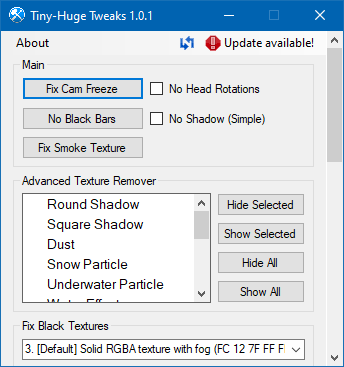 Tiny-Huge Tweaks 1.0.1
About
Update available!
Main
Fix Cam Freeze
No Head Rotations
No Black Bars
No Shadow (Simple)
Fix Smoke Texture
Advanced Texture Remover
Round Shadow
Hide Selected
Square Shadow
Show Selected
Dust
Snow Particle
Hide All
Underwater Particle
Show All
Water Effect
Fix Black Textures
3. [Default] Solid RGBA texture with fog (FC 12 7F FF